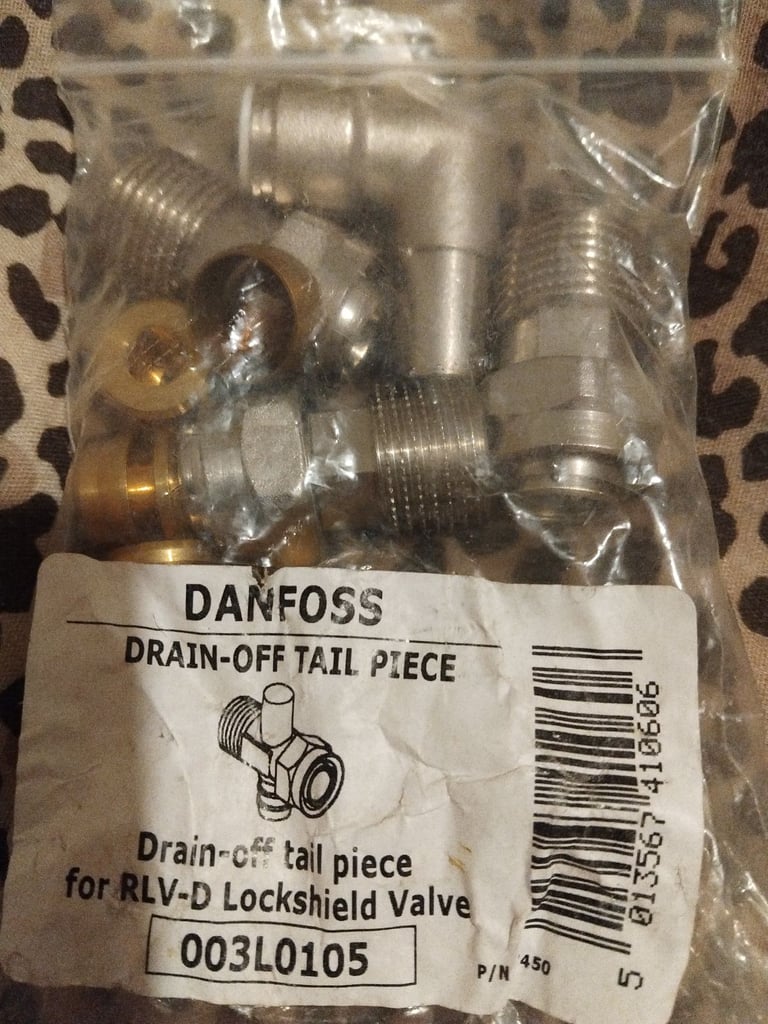 DANFOSS
DRAIN-OFF TAIL PIECE
Drain-off tail piece
for RLV-D Lockshield Valve
003L0105
P/N 450
5 013567 410606